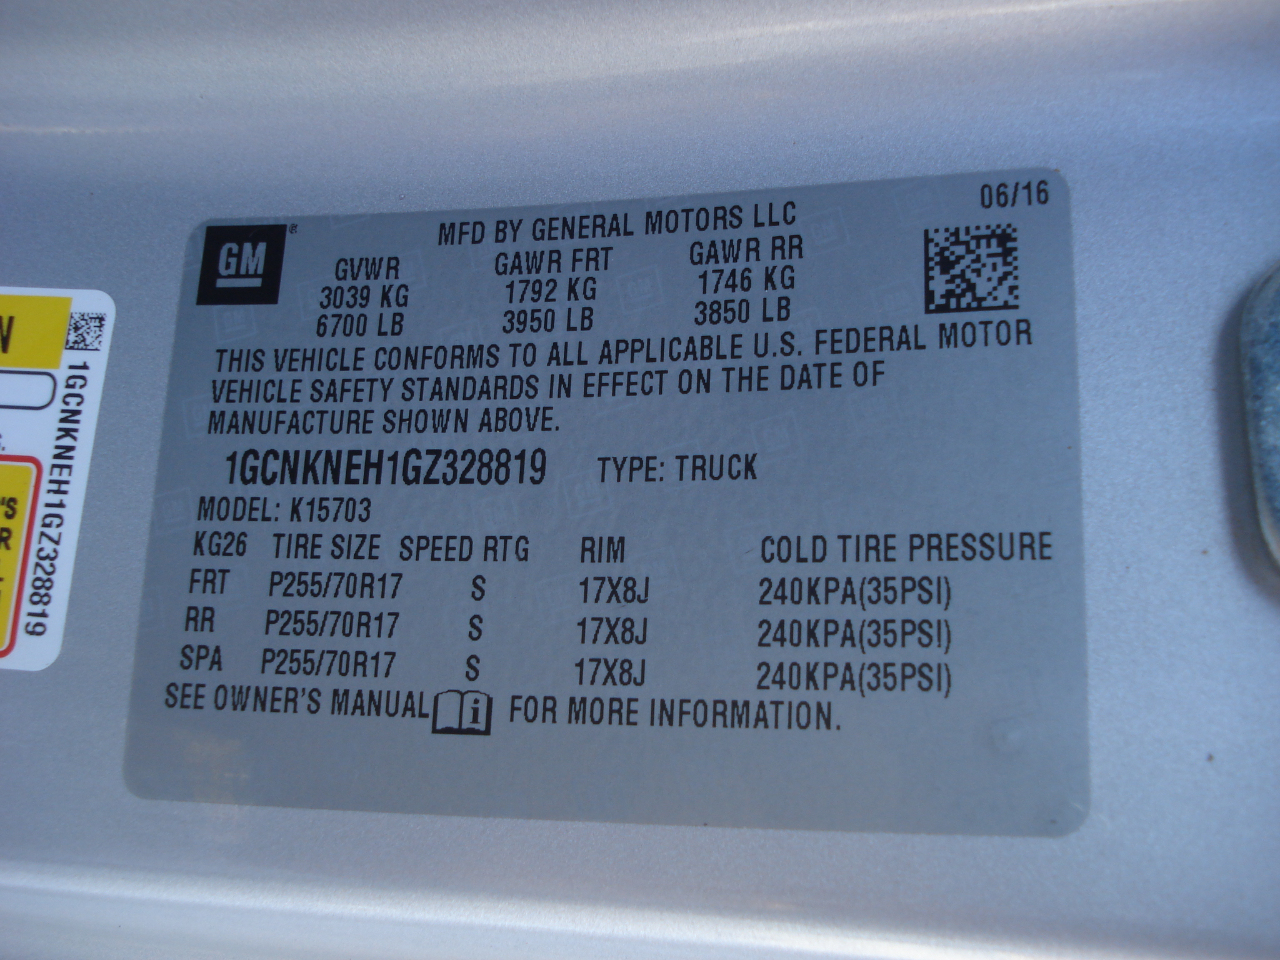 06/16
GM®
MFD BY GENERAL MOTORS LLC
GVWR GAWR FRT GAWR RR
3039 KG 1792 KG 1746 KG
6700 LB 3950 LB 3850 LB
THIS VEHICLE CONFORMS TO ALL APPLICABLE U.S. FEDERAL MOTOR
VEHICLE SAFETY STANDARDS IN EFFECT ON THE DATE OF
MANUFACTURE SHOWN ABOVE.
1GCNKNEH1GZ328819 TYPE: TRUCK
MODEL: K15703
KG26 TIRE SIZE SPEED RTG RIM COLD TIRE PRESSURE
FRT P255/70R17 S 17X8J 240KPA(35PSI)
RR P255/70R17 S 17X8J 240KPA(35PSI)
SPA P255/70R17 S 17X8J 240KPA(35PSI)
SEE OWNER'S MANUAL i FOR MORE INFORMATION.
1GCNKNEH1GZ328819